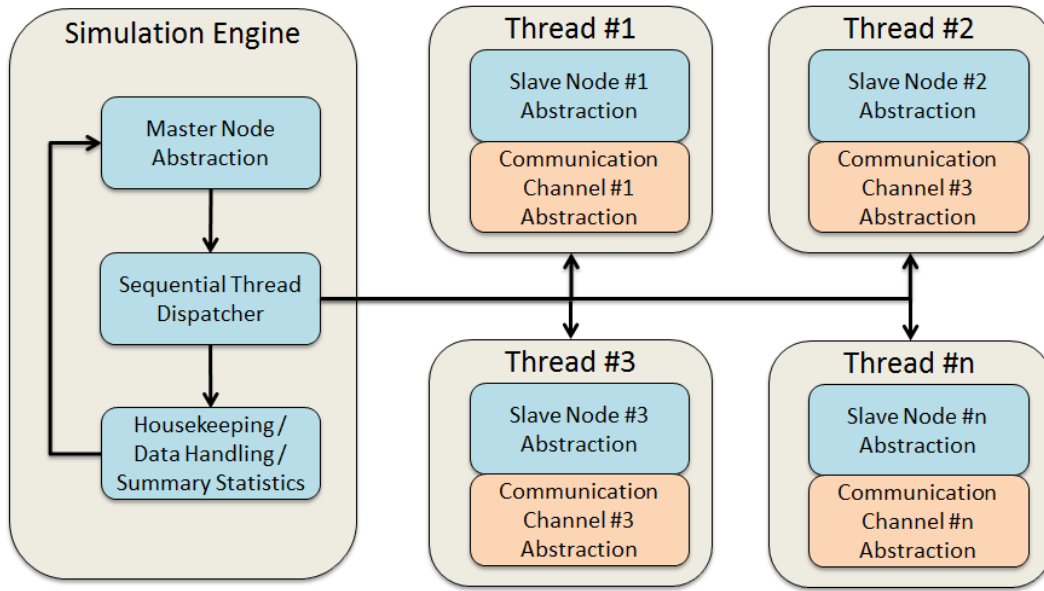 Simulation Engine
Master Node
Abstraction
Sequential Thread
Dispatcher
Housekeeping /
Data Handling /
Summary Statistics
Thread #1
Slave Node #1
Abstraction
Communication
Channel #1
Abstraction
Thread #2
Slave Node #2
Abstraction
Communication
Channel #3
Abstraction
Thread #3
Slave Node #3
Abstraction
Communication
Channel #3
Abstraction
Thread #n
Slave Node #n
Abstraction
Communication
Channel #n
Abstraction